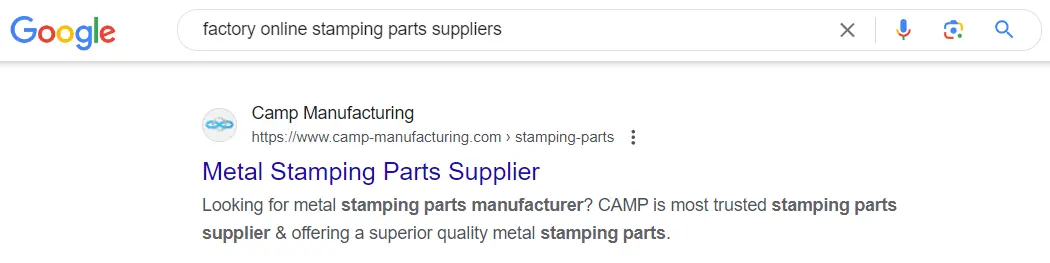 Google
factory online stamping parts suppliers
Camp Manufacturing
https://www.camp-manufacturing.com › stamping-parts
Metal Stamping Parts Supplier
Looking for metal stamping parts manufacturer? CAMP is most trusted stamping parts
supplier & offering a superior quality metal stamping parts.